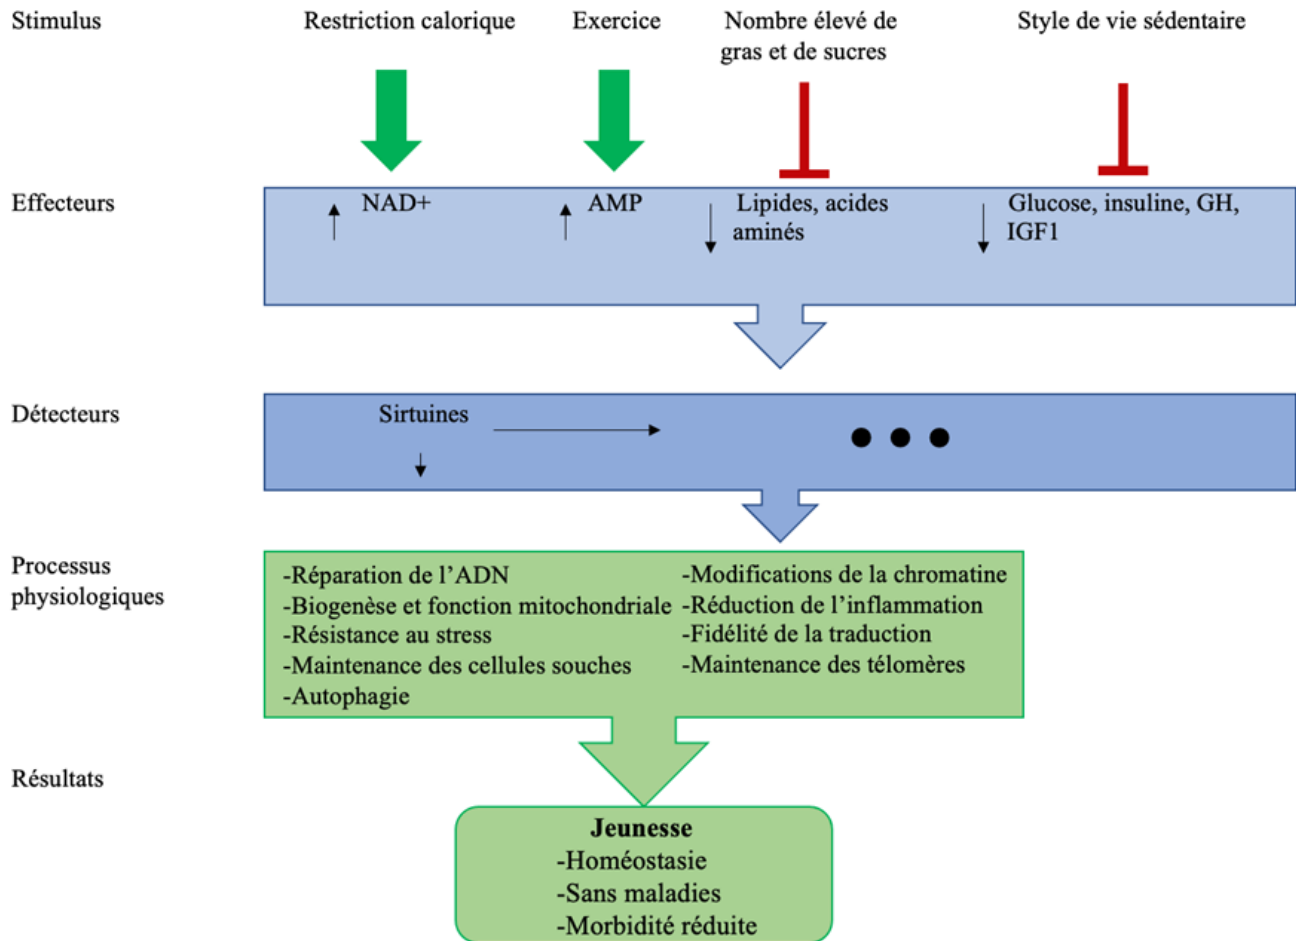 Stimulus
Restriction calorique
Exercice
Nombre élevé de
gras et de sucres
Style de vie sédentaire
Effecteurs
NAD+
AMP
Lipides, acides
aminés
Glucose, insuline, GH,
IGF1
Détecteurs
Sirtuines
Processus
physiologiques
-Réparation de l’ADN
-Biogenèse et fonction mitochondriale
-Résistance au stress
-Maintenance des cellules souches
-Autophagie
-Modifications de la chromatine
-Réduction de l’inflammation
-Fidélité de la traduction
-Maintenance des télomères
Résultats
Jeunesse
-Homéostasie
-Sans maladies
-Morbidité réduite